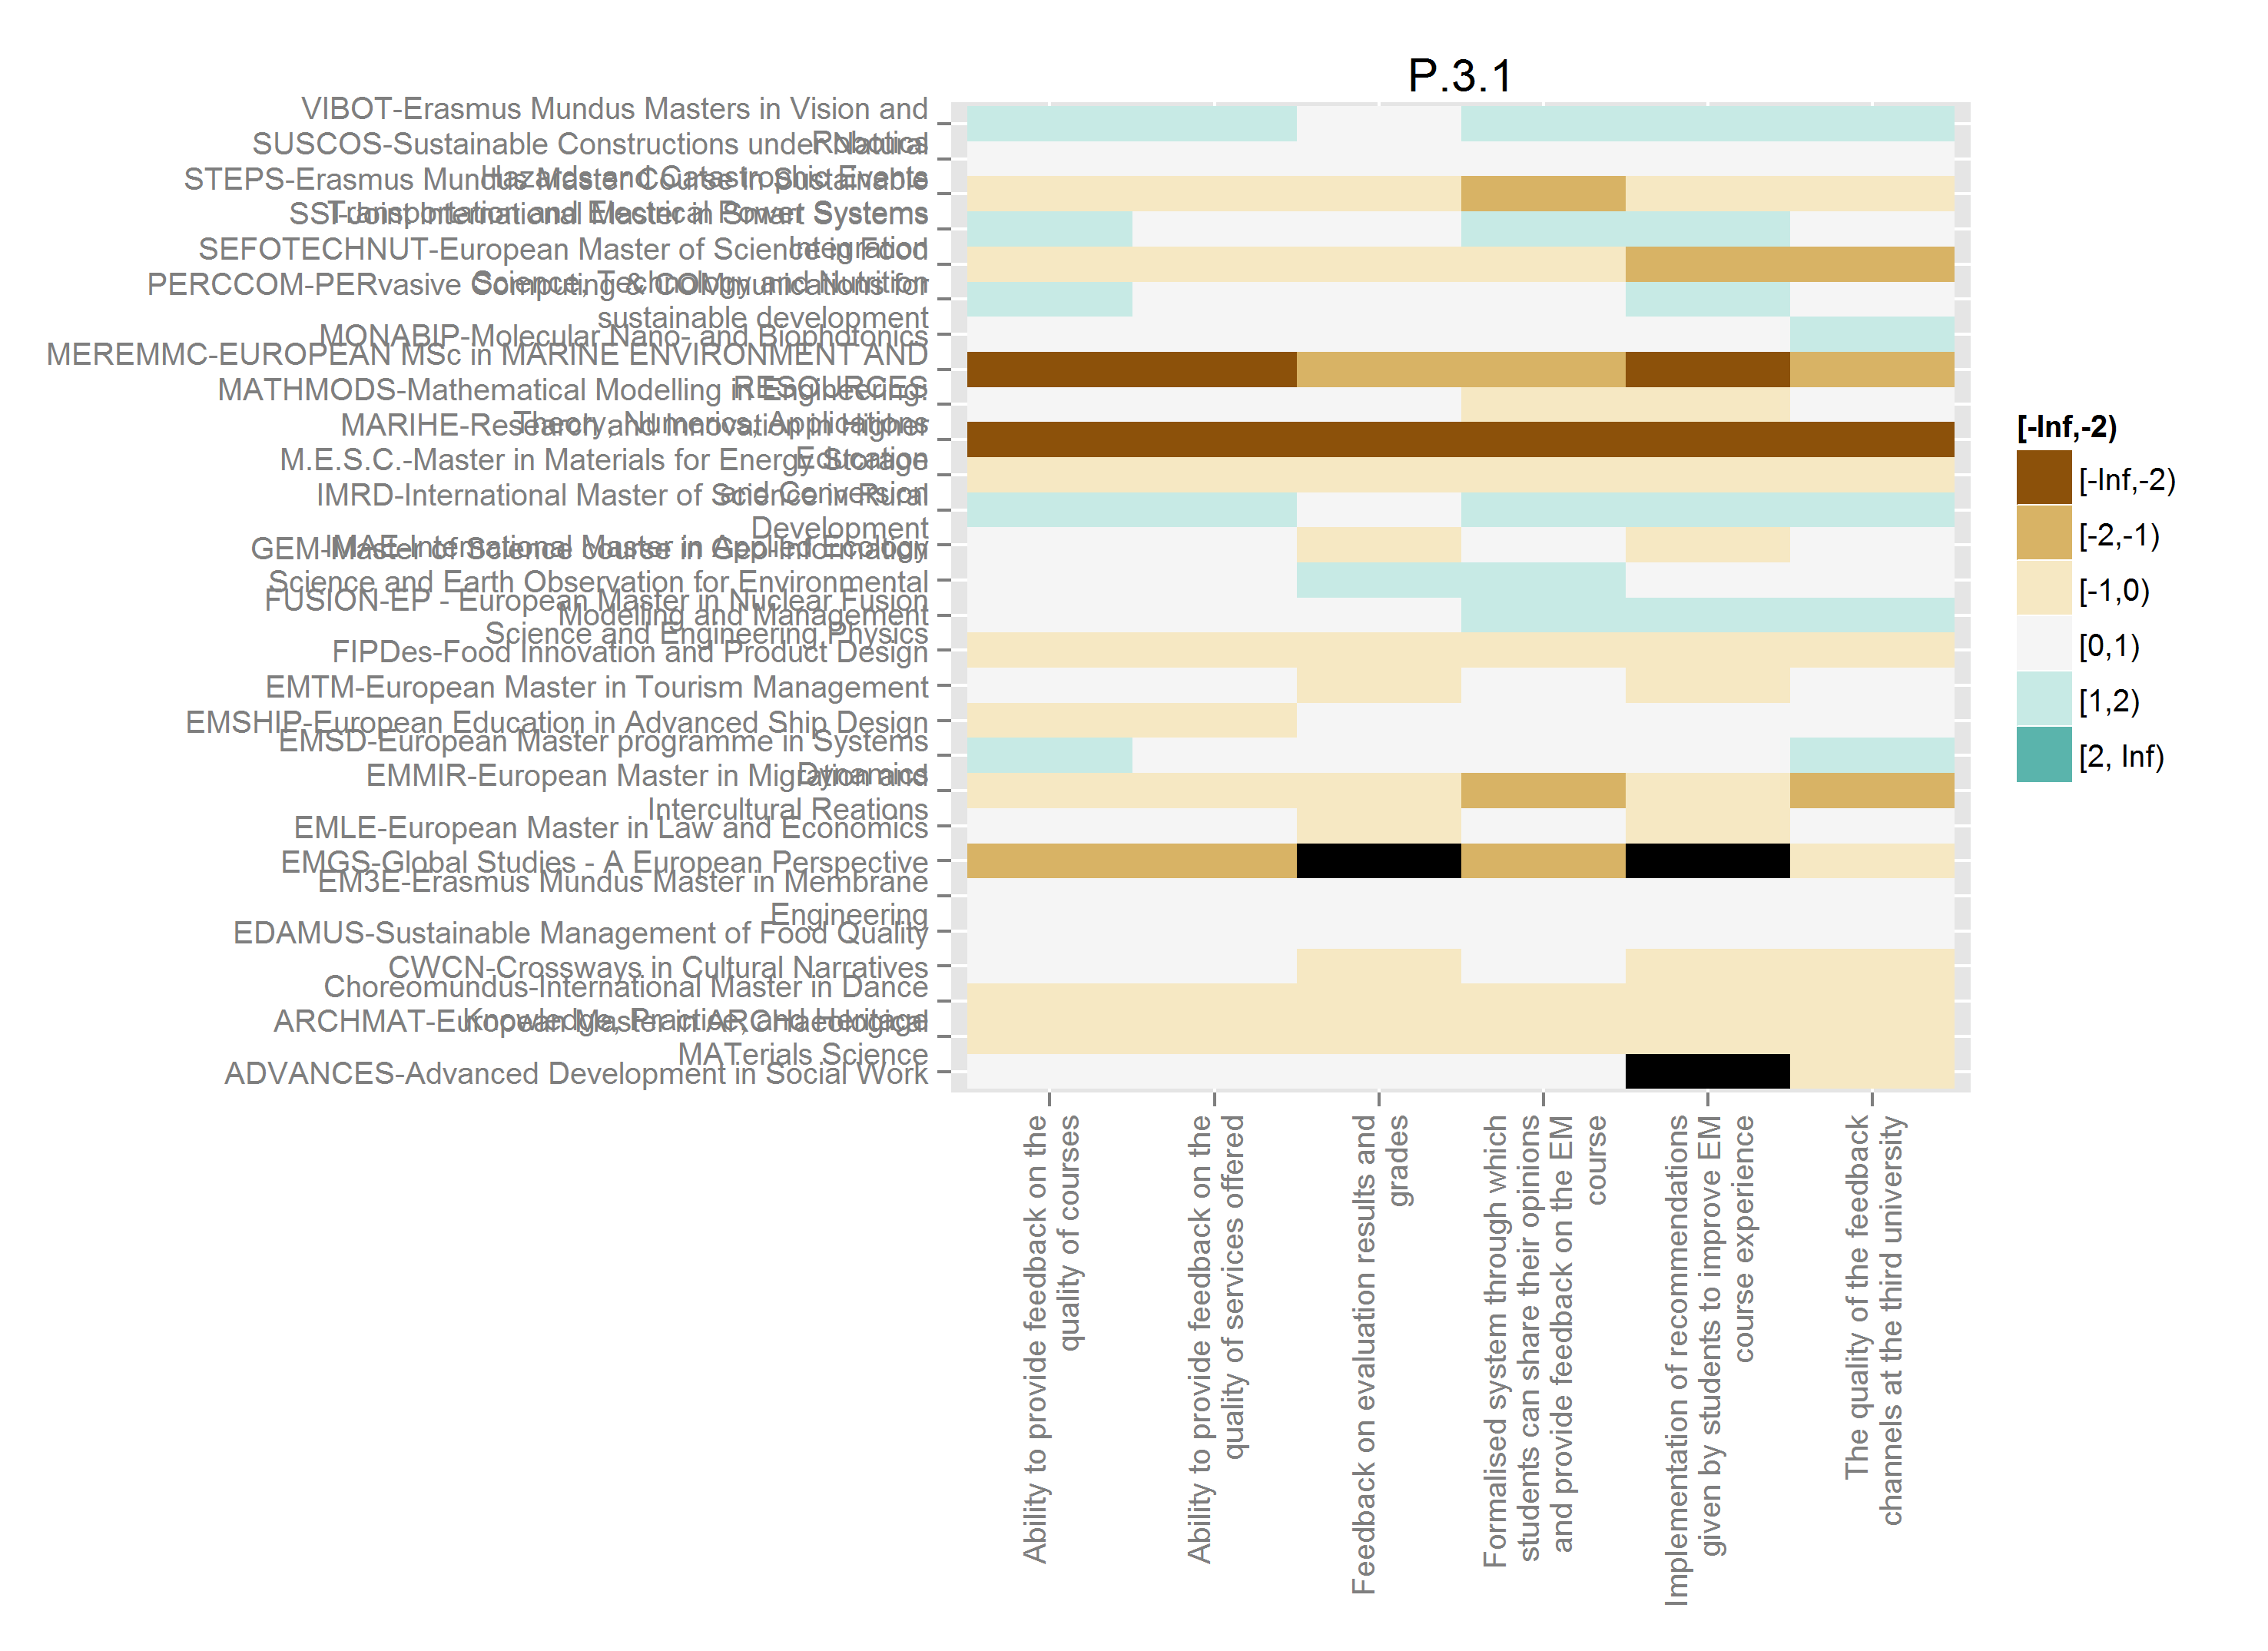 P.3.1
VIBOT-Erasmus Mundus Masters in Vision and
Robotics
SUSCOS-Sustainable Constructions under Natural
Hazards and Catastrophic Events
STEPS-Erasmus Mundus Master Course in Sustainable
Transportation and Electrical Power Systems
SSI-Joint International Master in Smart Systems
Integration
SEFOTECHNUT-European Master of Science in Food
Science, Technology and Nutrition
PERCCOM-PERvasive Computing & COMmunications for
sustainable development
MONABIP-Molecular Nano- and Biophotonics
MEREMMC-EUROPEAN MSc in MARINE ENVIRONMENT AND
RESOURCES
MATHMODS-Mathematical Modelling in Engineering:
Theory, Numerics, Applications
MARIHE-Research and Innovation in Higher
Education
M.E.S.C.-Master in Materials for Energy Storage
and Conversion
IMRD-International Master of Science in Rural
Development
IMAE-International Master in Applied Ecology
GEM-Master of Science course in Geo-information
Science and Earth Observation for Environmental
Modelling and Management
FUSION-EP - European Master in Nuclear Fusion
Science and Engineering Physics
FIPDes-Food Innovation and Product Design
EMTM-European Master in Tourism Management
EMSHIP-European Education in Advanced Ship Design
EMSD-European Master programme in Systems
Dynamics
EMMIR-European Master in Migration and
Intercultural Reations
EMLE-European Master in Law and Economics
EMGS-Global Studies - A European Perspective
EM3E-Erasmus Mundus Master in Membrane
Engineering
EDAMUS-Sustainable Management of Food Quality
CWCN-Crossways in Cultural Narratives
Choreomundus-International Master in Dance
Knowledge, Practice, and Heritage
ARCHMAT-European Master in ARCHaeological
MATerials Science
ADVANCES-Advanced Development in Social Work
Ability to provide feedback on the
quality of courses
Ability to provide feedback on the
quality of services offered
Feedback on evaluation results and
grades
Formalised system through which
students can share their opinions
and provide feedback on the EM
course
Implementation of recommendations
given by students to improve EM
course experience
The quality of the feedback
channels at the third university
[-Inf,-2)
[-Inf,-2)
[-2,-1)
[-1,0)
[0,1)
[1,2)
[2, Inf)